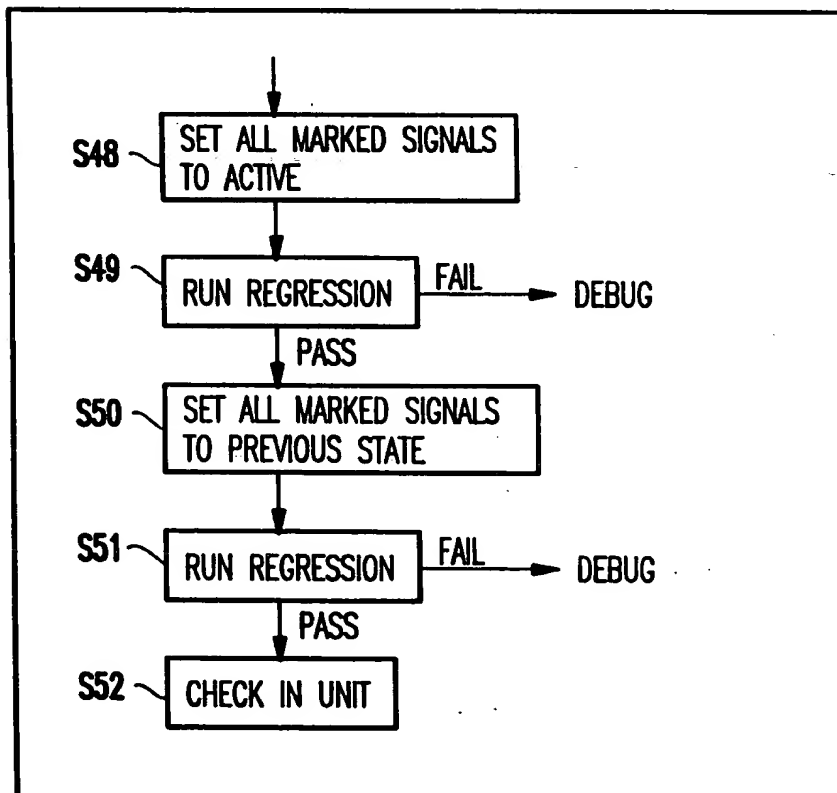 S48
SET ALL MARKED SIGNALS
TO ACTIVE
S49
RUN REGRESSION
FAIL
DEBUG
PASS
S50
SET ALL MARKED SIGNALS
TO PREVIOUS STATE
S51
RUN REGRESSION
FAIL
DEBUG
PASS
S52
CHECK IN UNIT